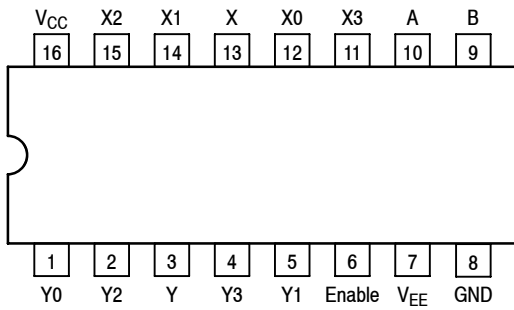 VCC X2 X1 X X0 X3 A B
16 15 14 13 12 11 10 9
1 2 3 4 5 6 7 8
Y0 Y2 Y Y3 Y1 Enable VEE GND